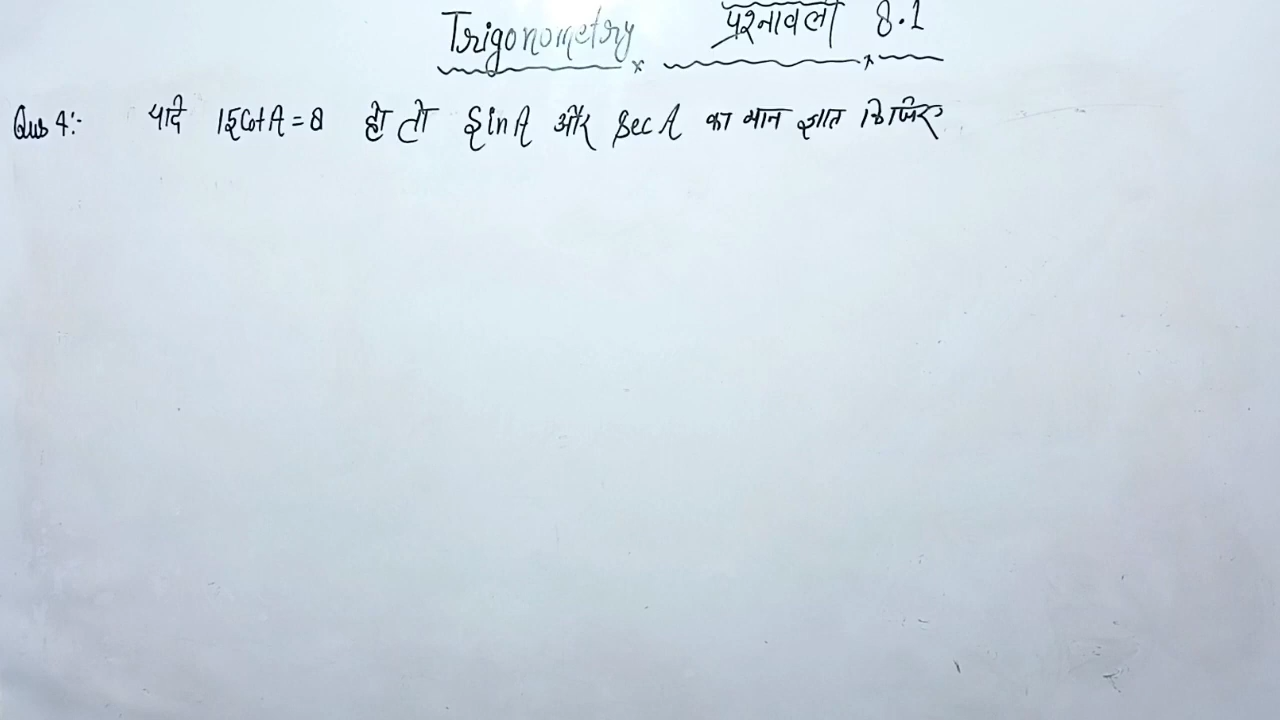 Trigonometry प्रश्नावली 8.1
Qus 4:- यदि 15CotA = 8 हो तो SinA और SecA का मान ज्ञात किजिए